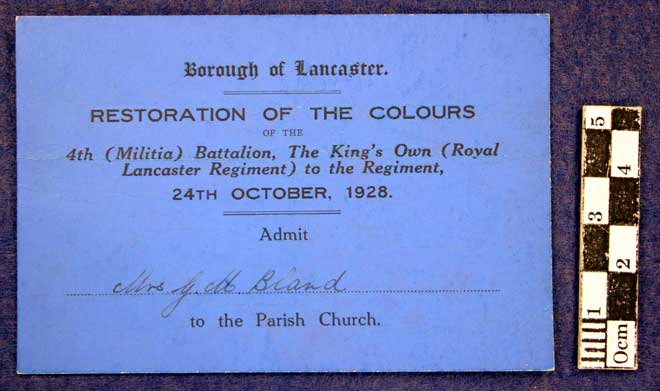 Borough of Lancaster.
RESTORATION OF THE COLOURS
OF THE
4th (Militia) Battalion, The King's Own (Royal
Lancaster Regiment) to the Regiment,
24TH OCTOBER, 1928.
Admit
Mrs G. M. Bland
to the Parish Church.
5
4
3
2
1
0cm